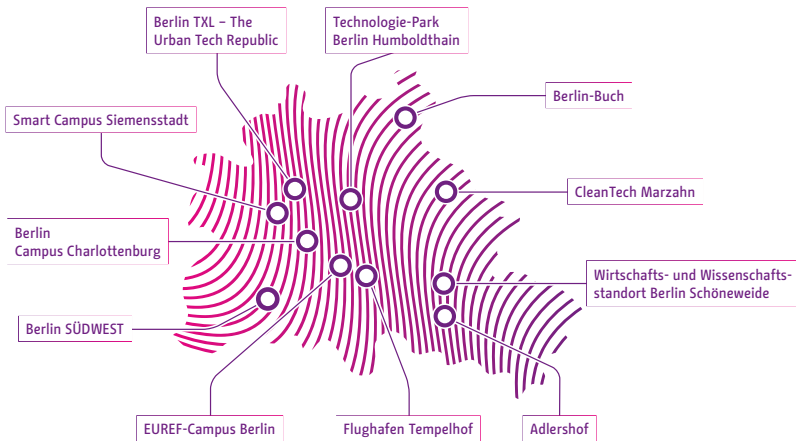 Berlin TXL – The
Urban Tech Republic
Technologie-Park
Berlin Humboldthain
Berlin-Buch
Smart Campus Siemensstadt
CleanTech Marzahn
Berlin
Campus Charlottenburg
Wirtschafts- und Wissenschafts-
standort Berlin Schöneweide
Berlin SÜDWEST
EUREF-Campus Berlin
Flughafen Tempelhof
Adlershof